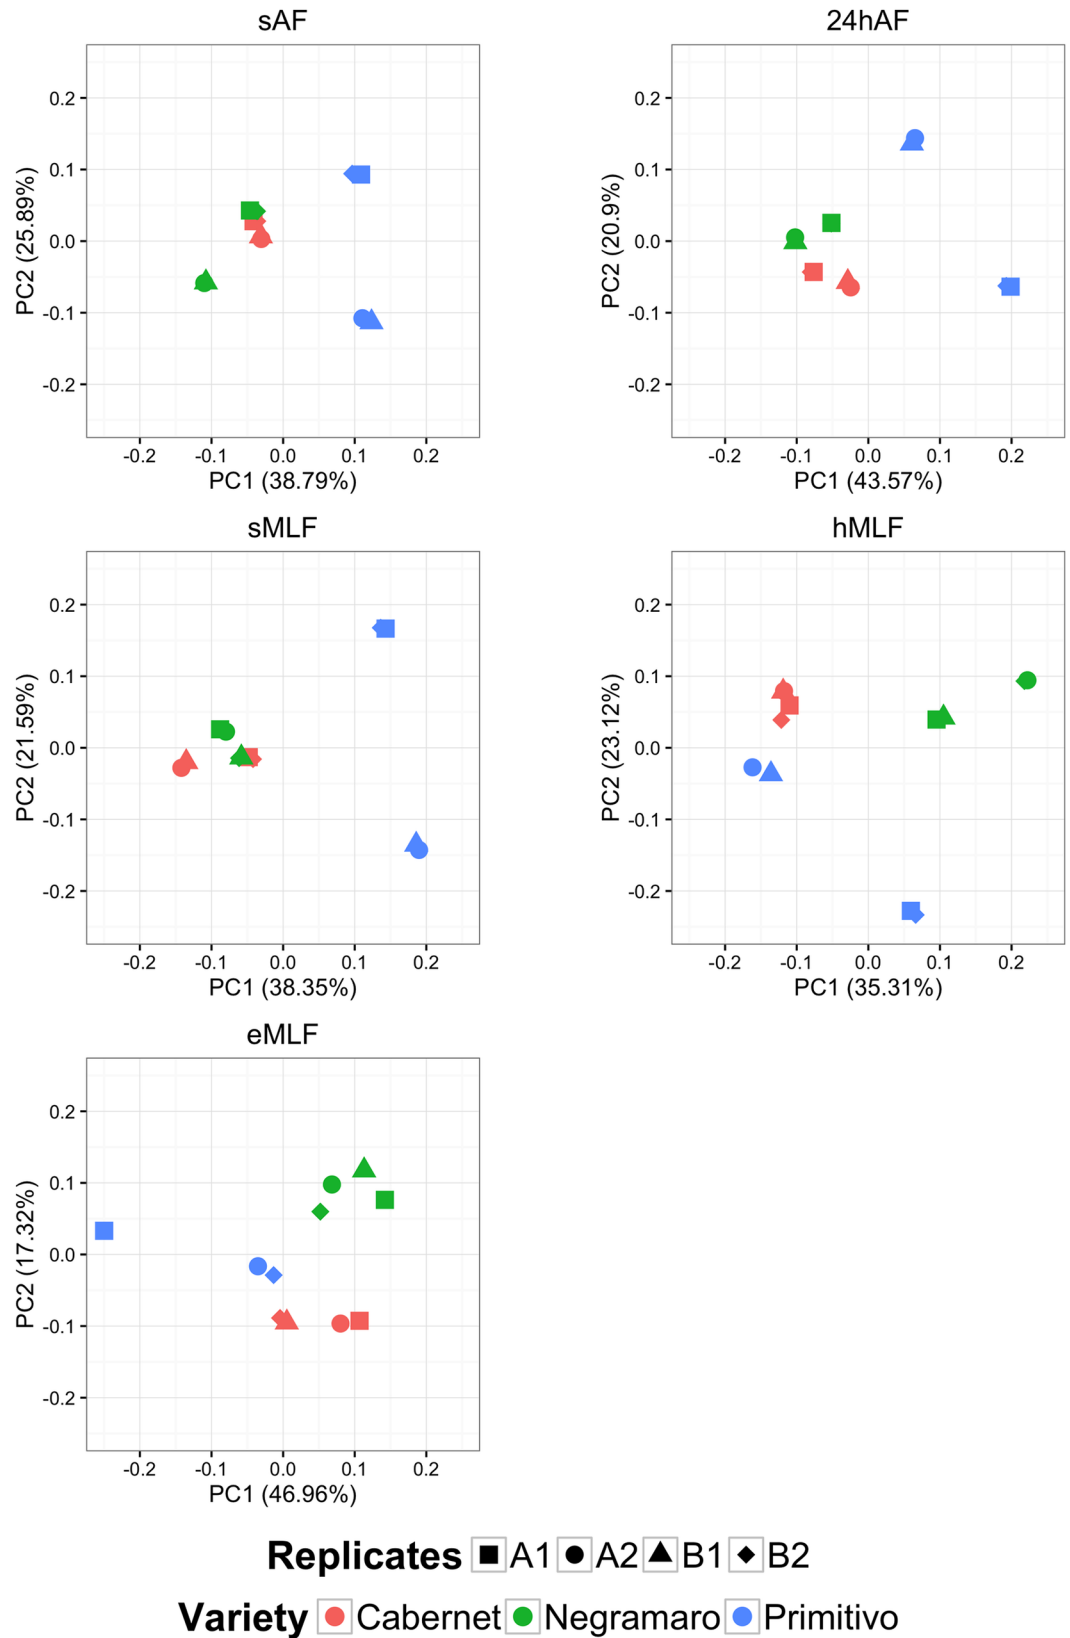 sAF
24hAF
0.2
0.1
0.0
-0.1
-0.2
PC2 (25.89%)
-0.2 -0.1 0.0 0.1 0.2
PC1 (38.79%)
0.2
0.1
0.0
-0.1
-0.2
PC2 (20.9%)
-0.2 -0.1 0.0 0.1 0.2
PC1 (43.57%)
sMLF
hMLF
0.2
0.1
0.0
-0.1
-0.2
PC2 (21.59%)
-0.2 -0.1 0.0 0.1 0.2
PC1 (38.35%)
0.2
0.1
0.0
-0.1
-0.2
PC2 (23.12%)
-0.2 -0.1 0.0 0.1 0.2
PC1 (35.31%)
eMLF
0.2
0.1
0.0
-0.1
-0.2
PC2 (17.32%)
-0.2 -0.1 0.0 0.1 0.2
PC1 (46.96%)
Replicates A1 A2 B1 B2
Variety Cabernet Negramaro Primitivo